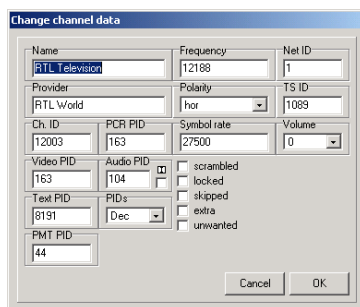 Change channel data
Name Frequency Net ID
RTL Television 12188 1
Provider Polarity TS ID
RTL World hor 1089
Ch. ID PCR PID Symbol rate Volume
12003 163 27500 0
Video PID Audio PID scrambled
163 104 locked
Text PID PIDs skipped
8191 Dec extra
PMT PID unwanted
44
Cancel OK